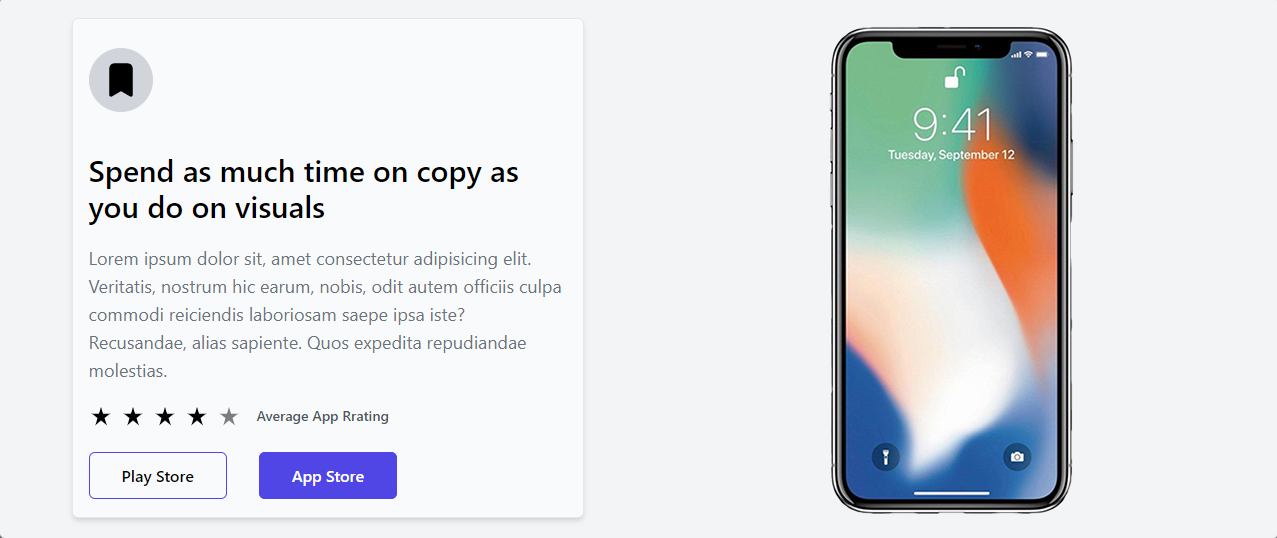 Spend as much time on copy as
you do on visuals
Lorem ipsum dolor sit, amet consectetur adipisicing elit.
Veritatis, nostrum hic earum, nobis, odit autem officiis culpa
commodi reiciendis laboriosam saepe ipsa iste?
Recusandae, alias sapiente. Quos expedita repudiandae
molestias.
Average App Rrating
Play Store
App Store
9:41
Tuesday, September 12